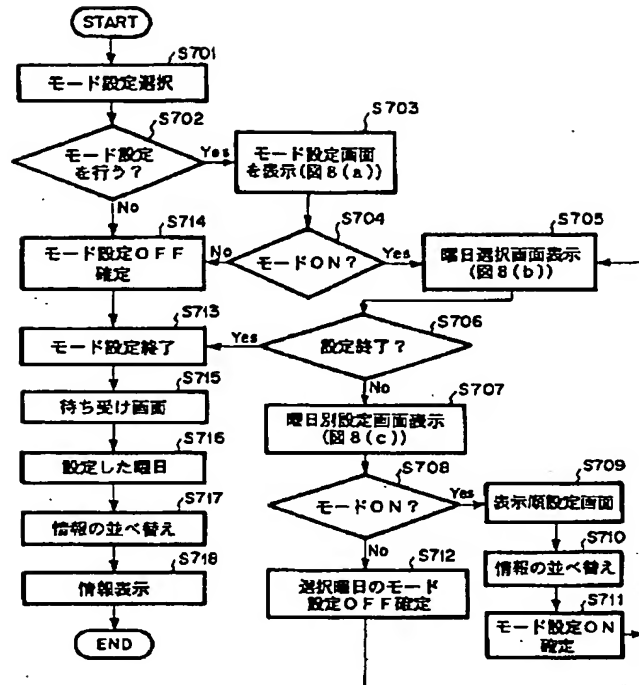 START
S701
モード設定選択
S702
モード設定
を行う?
Yes
No
S703
モード設定画面
を表示(図8(a))
S704
モードON?
No
Yes
S705
曜日選択画面表示
(図8(b))
S714
モード設定OFF
確定
S706
設定終了?
Yes
No
S713
モード設定終了
S715
待ち受け画面
S707
曜日別設定画面表示
(図8(c))
S716
設定した曜日
S708
モードON?
Yes
No
S709
表示順設定画面
S717
情報の並べ替え
S710
情報の並べ替え
S718
情報表示
S712
選択曜日のモード
設定OFF確定
S711
モード設定ON
確定
END